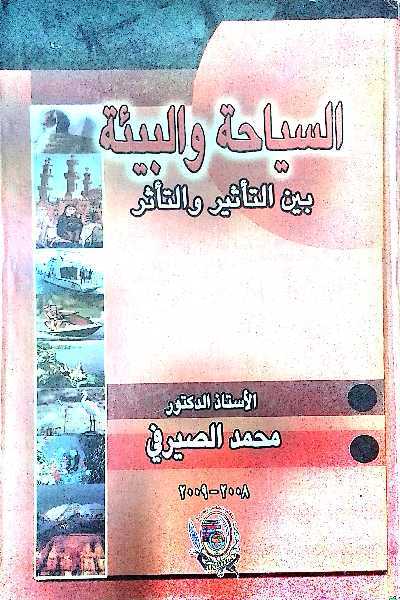 السياحة والبيئة
بين التأثير والتأثر
الأستاذ الدكتور
محمد الصيرفي
٢٠٠٨-٢٠٠٩